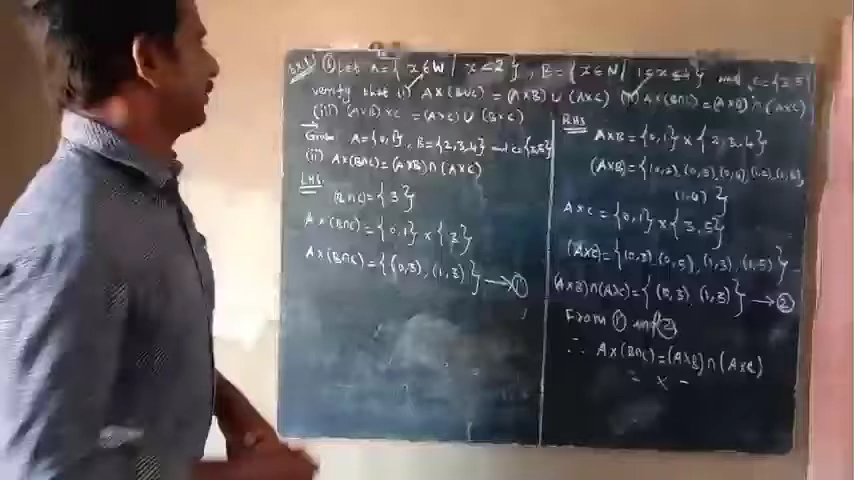 ① Let A = { x ∈ W | x < 2 }, B = { x ∈ N | 1 < x ≤ 4 } and C = {3, 5}
verify that (i) A×(B∪C) = (A×B) ∪ (A×C) (ii) A×(B∩C) = (A×B) ∩ (A×C)
(iii) (A∪B)×C = (A×C) ∪ (B×C)
Given A = {0, 1}, B = {2, 3, 4} and C = {3, 5}
(ii) A×(B∩C) = (A×B) ∩ (A×C)
LHS
(B∩C) = { 3 }
A×(B∩C) = { 0, 1 } × { 3 }
A×(B∩C) = { (0, 3), (1, 3) } → ①
RHS
A×B = { 0, 1 } × { 2, 3, 4 }
(A×B) = { (0, 2), (0, 3), (0, 4), (1, 2), (1, 3),
(1, 4) }
A×C = { 0, 1 } × { 3, 5 }
(A×C) = { (0, 3), (0, 5), (1, 3), (1, 5) }
(A×B)∩(A×C) = { (0, 3), (1, 3) } → ②
From ① and ②
∴ A×(B∩C) = (A×B) ∩ (A×C)
= × -